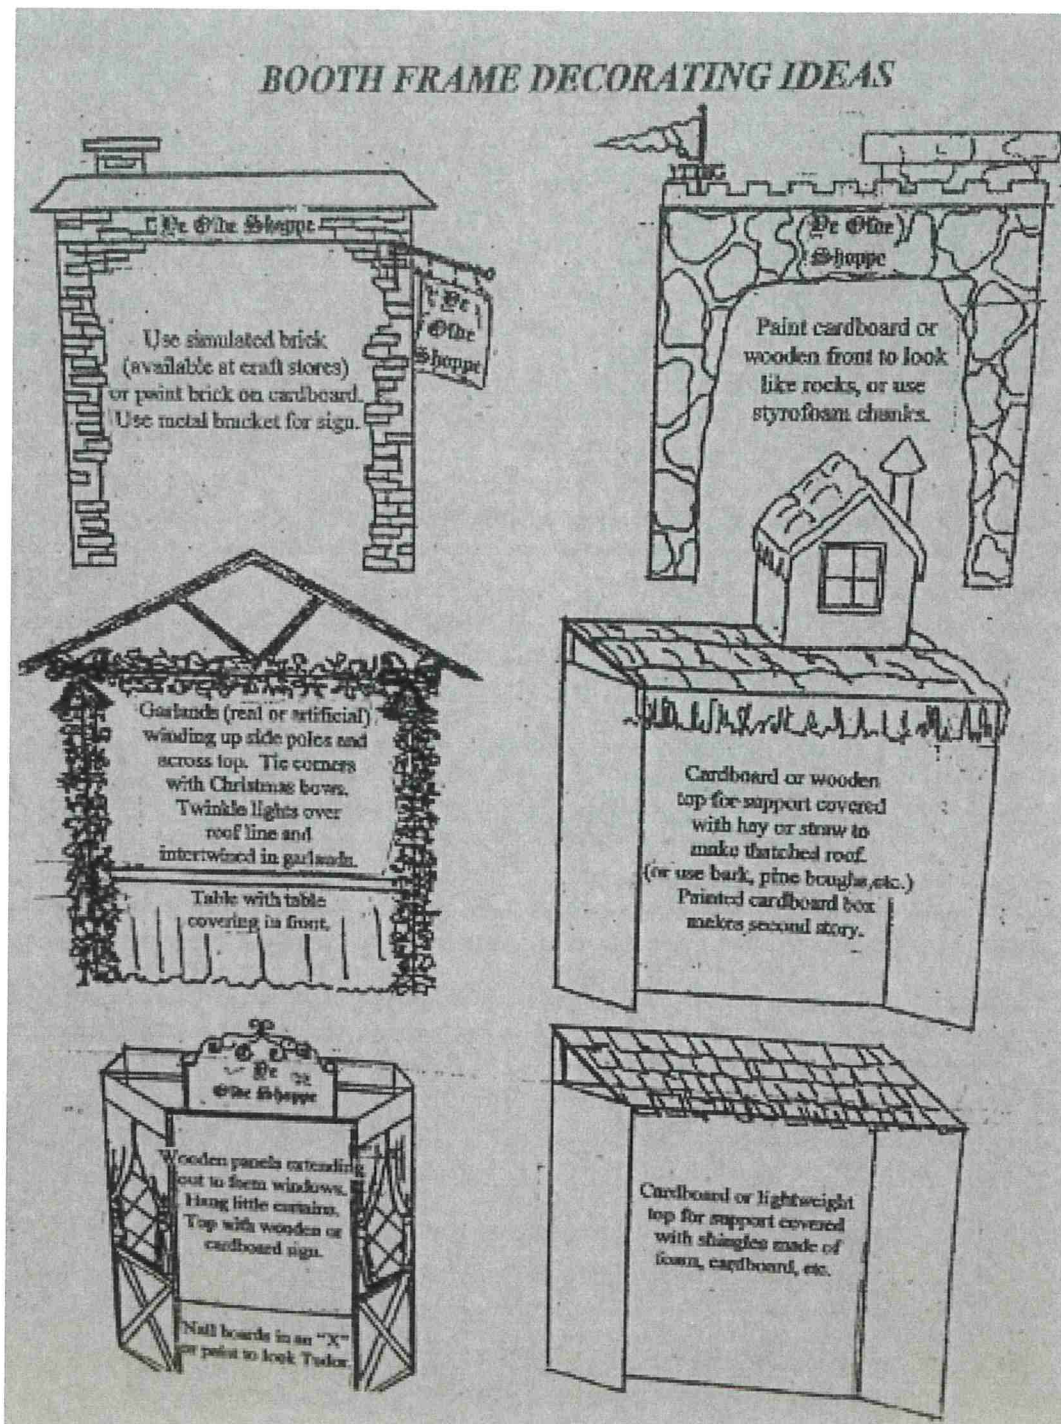 BOOTH FRAME DECORATING IDEAS
Ye Olde Shoppe
Ye
Olde
Shoppe
Use simulated brick
(available at craft stores)
or paint brick on cardboard.
Use metal bracket for sign.
Ye Olde
Shoppe
Paint cardboard or
wooden front to look
like rocks, or use
styrofoam chunks.
Garlands (real or artificial)
winding up side poles and
across top. Tie corners
with Christmas bows.
Twinkle lights over
roof line and
intertwined in garlands.
Table with table
covering in front.
Cardboard or wooden
top for support covered
with hay or straw to
make thatched roof.
(or use bark, pine boughs, etc.)
Painted cardboard box
makes second story.
Ye
Olde Shoppe
Wooden panels extending
out to form windows.
Hang little curtains.
Top with wooden or
cardboard sign.
Nail boards in an "X"
or paint to look Tudor.
Cardboard or lightweight
top for support covered
with shingles made of
foam, cardboard, etc.